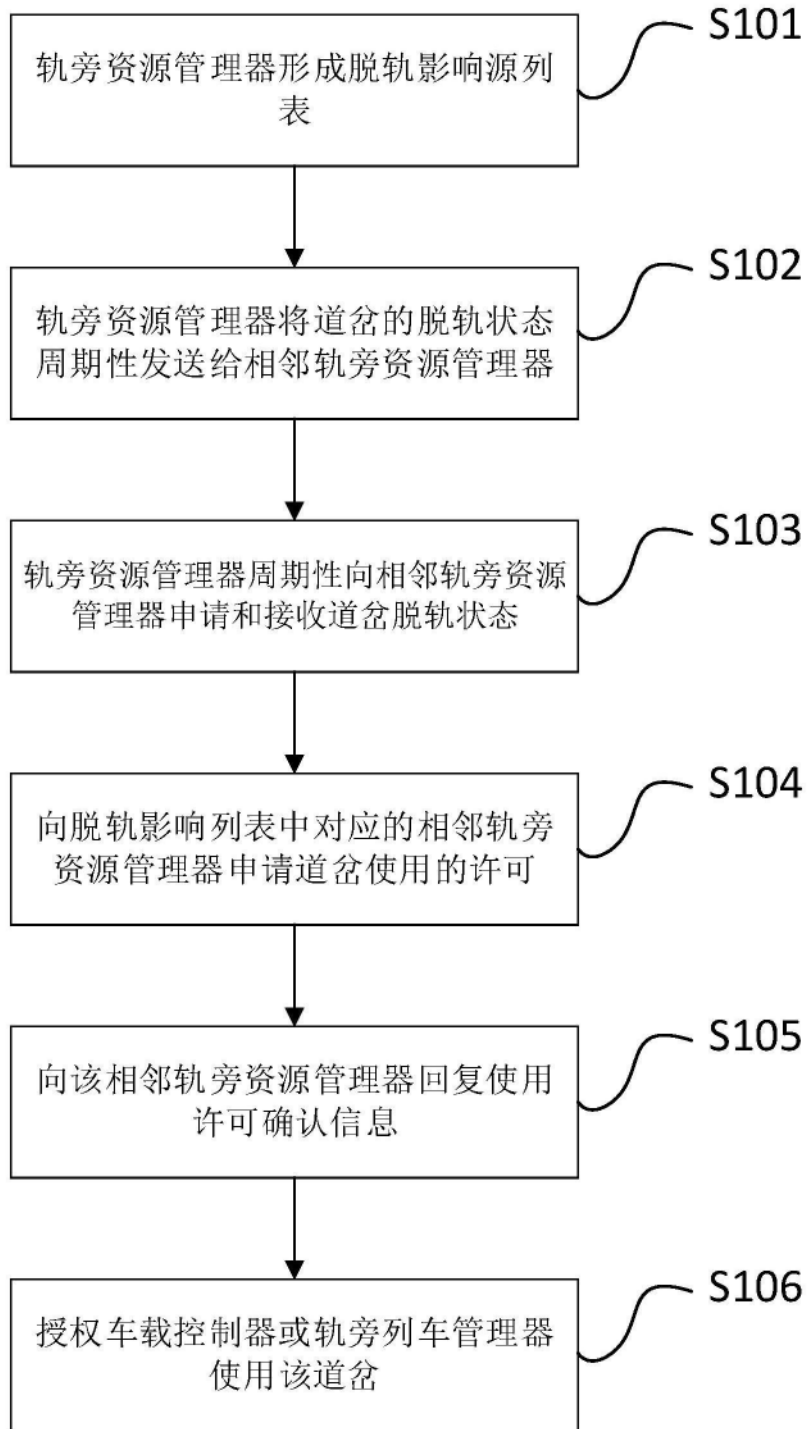 S101
轨旁资源管理器形成脱轨影响源列
表
S102
轨旁资源管理器将道岔的脱轨状态
周期性发送给相邻轨旁资源管理器
S103
轨旁资源管理器周期性向相邻轨旁资源
管理器申请和接收道岔脱轨状态
S104
向脱轨影响列表中对应的相邻轨旁
资源管理器申请道岔使用的许可
S105
向该相邻轨旁资源管理器回复使用
许可确认信息
S106
授权车载控制器或轨旁列车管理器
使用该道岔